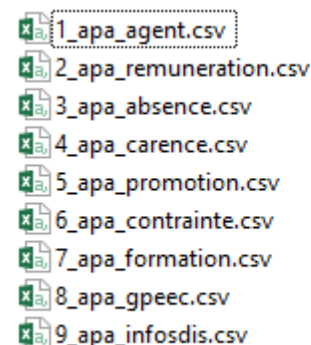 1_apa_agent.csv
2_apa_remuneration.csv
3_apa_absence.csv
4_apa_carence.csv
5_apa_promotion.csv
6_apa_contrainte.csv
7_apa_formation.csv
8_apa_gpeec.csv
9_apa_infosdis.csv